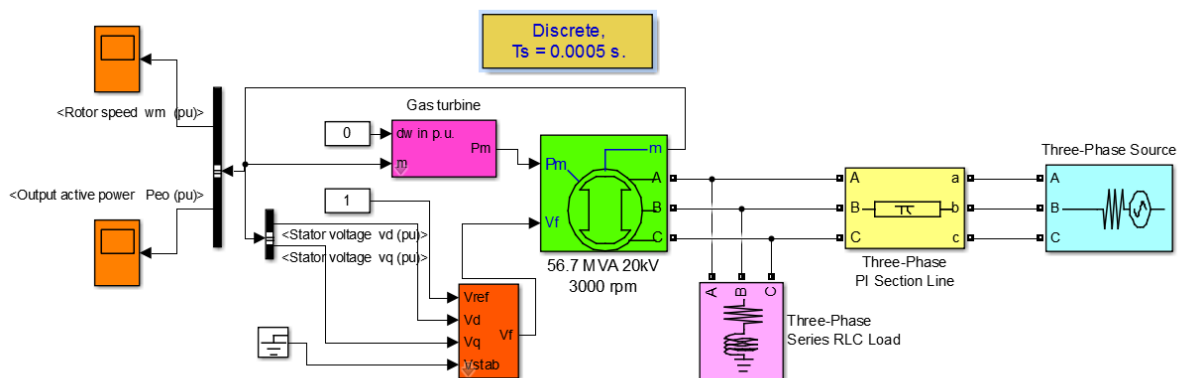 Discrete,
Ts = 0.0005 s.
<Rotor speed wm (pu)>
Gas turbine
0
dw in p.u.
m
Pm
Pm
m
A
B
C
Vf
56.7 MVA 20kV
3000 rpm
<Output active power Peo (pu)>
1
<Stator voltage vd (pu)>
<Stator voltage vq (pu)>
Vref
Vd
Vq
Vstab
Vf
A
B
C
Three-Phase
Series RLC Load
A
B
C
a
b
c
Three-Phase
PI Section Line
Three-Phase Source
A
B
C